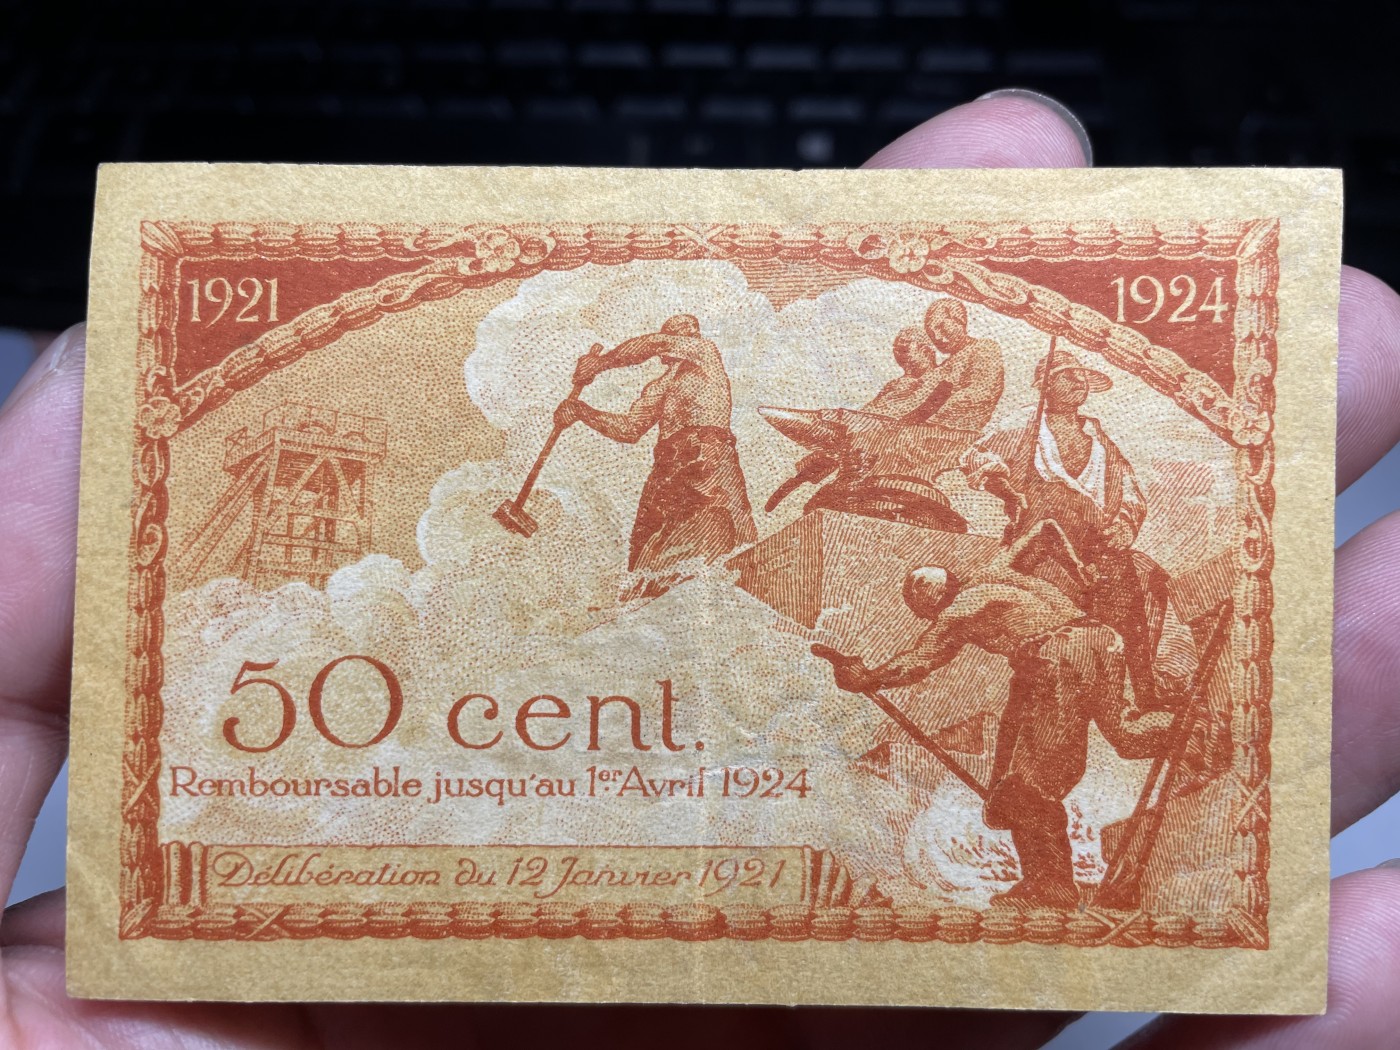 1921
1924
50 cent.
Remboursable jusqu'au 1er. Avril 1924
Délibération du 12 Janvier 1921